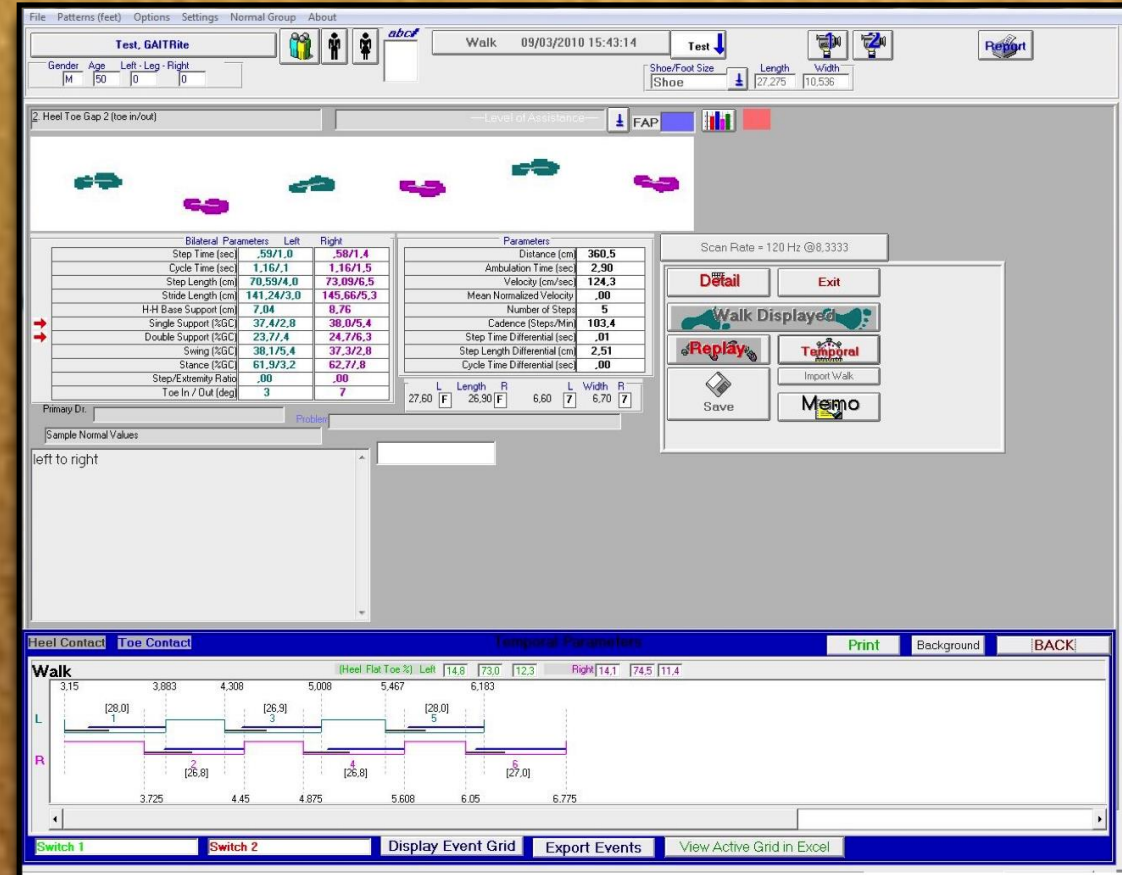 File Patterns (feet) Options Settings Normal Group About
Test, GAITRite
abc#
Walk 09/03/2010 15:43:14
Test
1
2
Report
Gender Age Left - Leg - Right
M 50 0 0
Shoe/Foot Size Length Width
Shoe 27,275 10,536
2. Heel Toe Gap 2 (toe in/out)
---Level of Assistance---
FAP
Bilateral Parameters Left Right
Step Time (sec) ,59/1,0 ,58/1,4
Cycle Time (sec) 1,16/,1 1,16/1,5
Step Length (cm) 70,59/4,0 73,09/6,5
Stride Length (cm) 141,24/3,0 145,66/5,3
H-H Base Support (cm) 7,04 8,76
Single Support (%GC) 37,4/2,8 38,0/5,4
Double Support (%GC) 23,7/,4 24,7/6,3
Swing (%GC) 38,1/5,4 37,3/2,8
Stance (%GC) 61,9/3,2 62,7/,8
Step/Extremity Ratio ,00 ,00
Toe In / Out (deg) 3 7
Parameters
Distance (cm) 360,5
Ambulation Time (sec) 2,90
Velocity (cm/sec) 124,3
Mean Normalized Velocity ,00
Number of Steps 5
Cadence (Steps/Min) 103,4
Step Time Differential (sec) ,01
Step Length Differential (cm) 2,51
Cycle Time Differential (sec) ,00
L Length R L Width R
27,60 F 26,90 F 6,60 7 6,70 7
Scan Rate = 120 Hz @8,3333
Detail
Exit
Walk Displayed
Replay
Temporal
Import Walk
Save
Memo
Primary Dr.
Problem
Sample Normal Values
left to right
Heel Contact Toe Contact Temporal Parameters Print Background BACK
Walk (Heel Flat Toe %) Left 14,8 73,0 12,3 Right 14,1 74,5 11,4
3,15 3,883 4,308 5,008 5,467 6,183
[28,0] [26,9] [28,0]
L 1 3 5
R 2 4 6
[26,8] [26,8] [27,0]
3.725 4.45 4.875 5.608 6.05 6.775
Switch 1 Switch 2 Display Event Grid Export Events View Active Grid in Excel